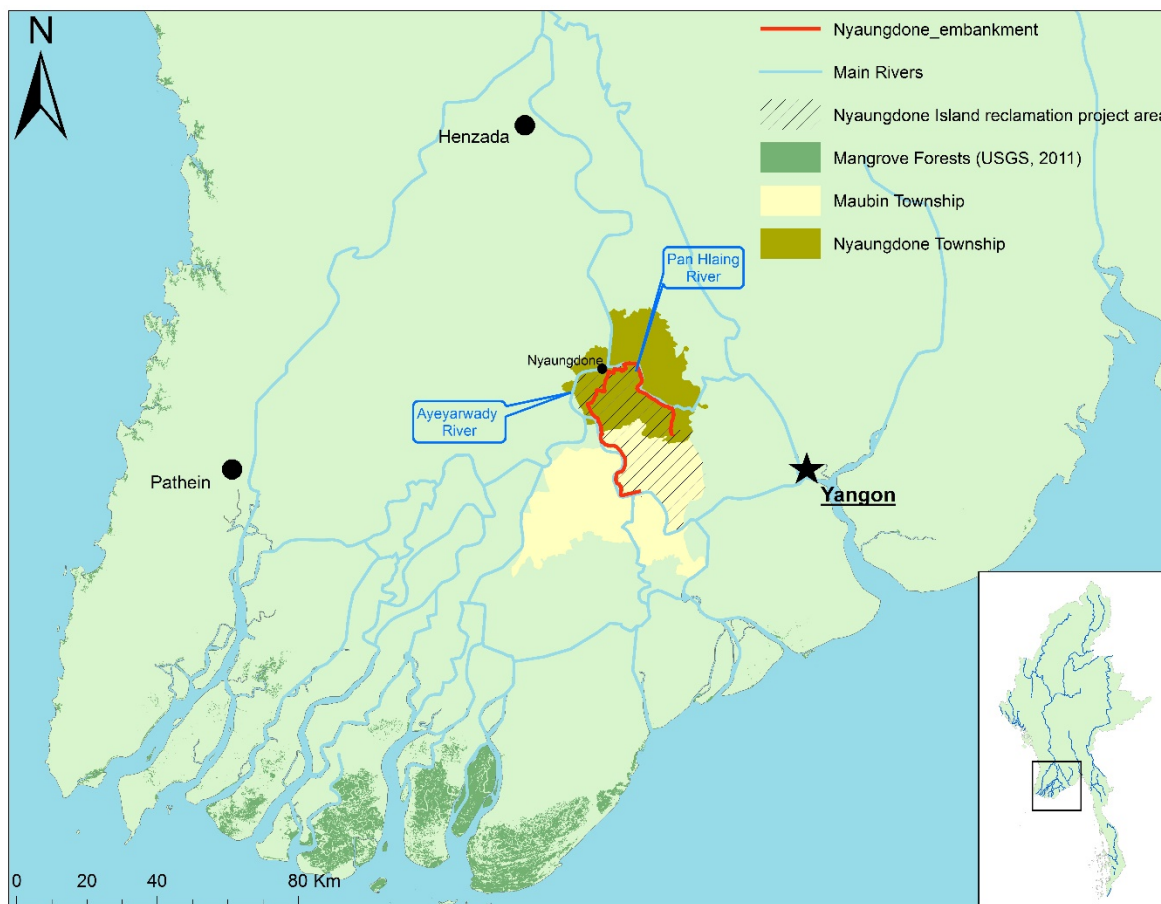 N
Nyaungdone_embankment
Main Rivers
Nyaungdone Island reclamation project area
Mangrove Forests (USGS, 2011)
Maubin Township
Nyaungdone Township
Henzada
Pan Hlaing
River
Nyaungdone
Ayeyarwady
River
Pathein
Yangon
0 20 40 80 Km